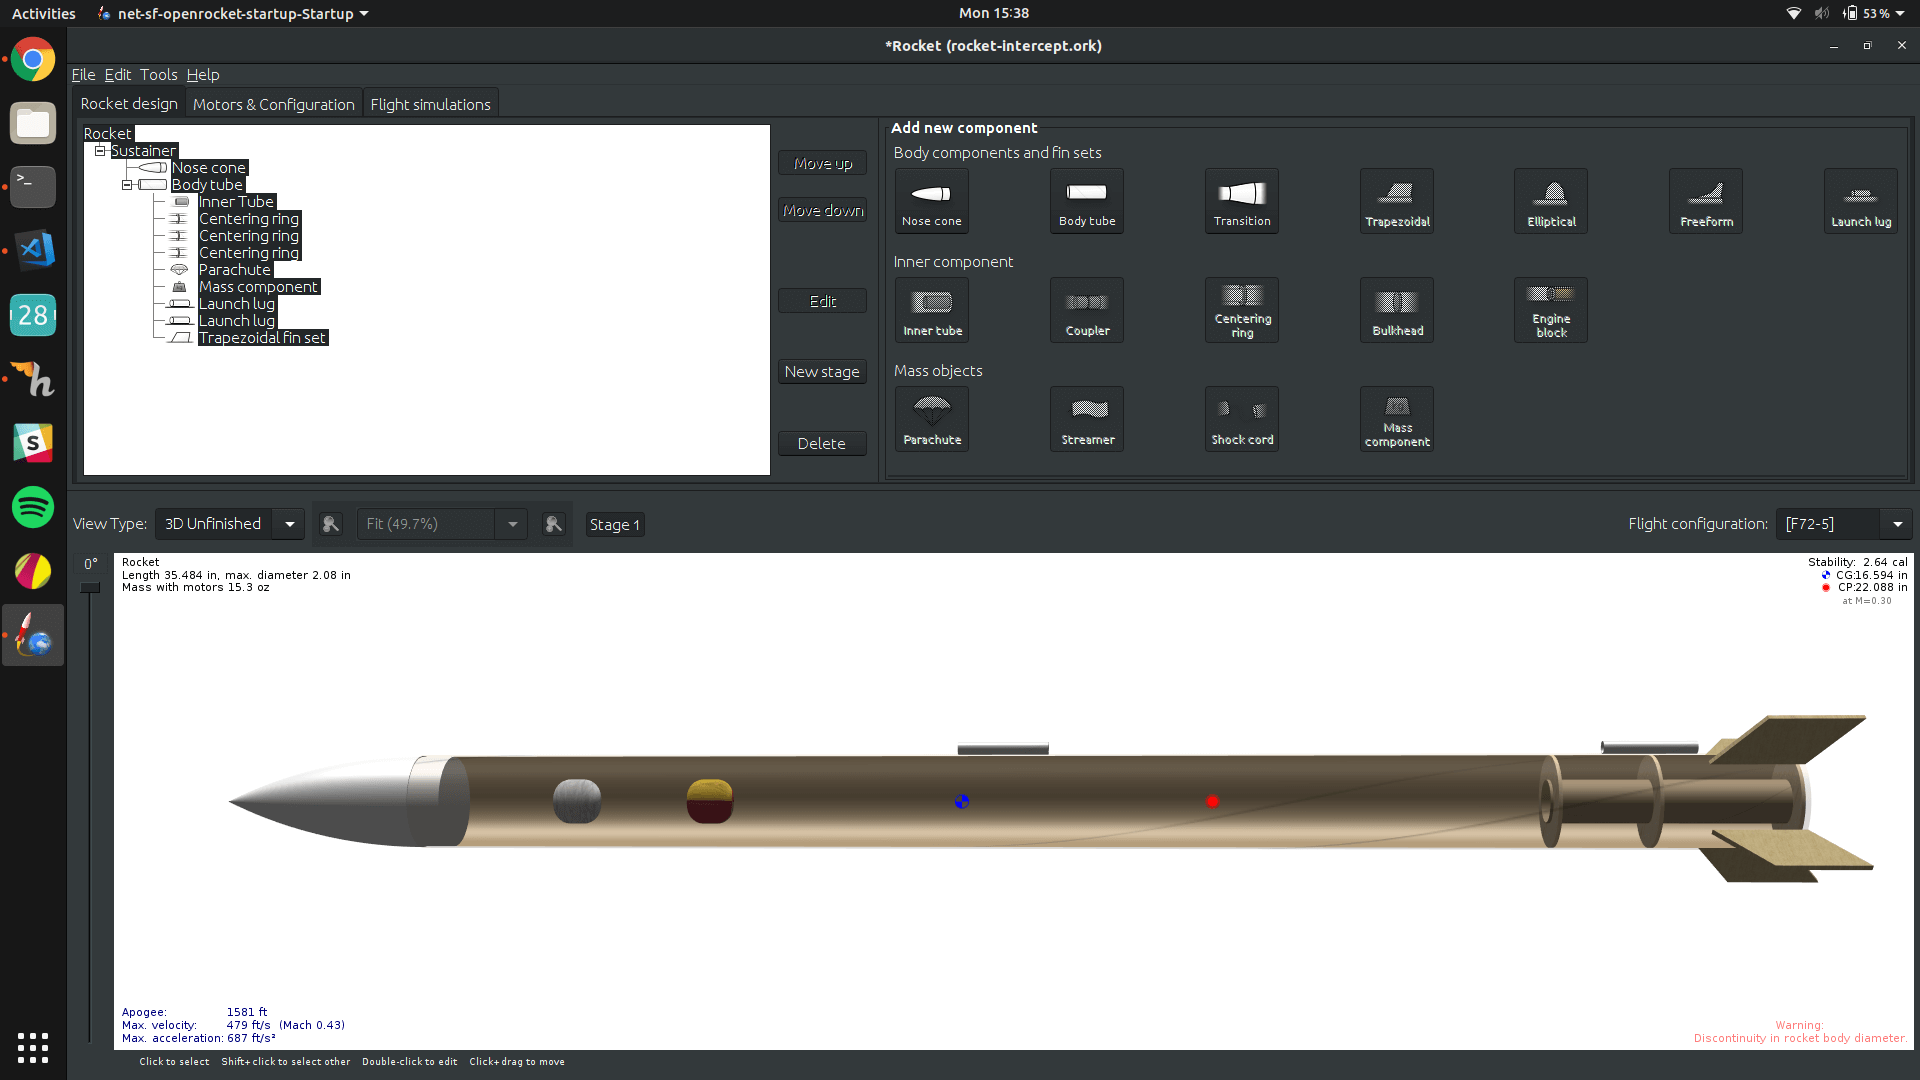 Activities
net-sf-openrocket-startup-Startup
Mon 15:38
53 %
*Rocket (rocket-intercept.ork)
File Edit Tools Help
Rocket design
Motors & Configuration
Flight simulations
Rocket
Sustainer
Nose cone
Body tube
Inner Tube
Centering ring
Centering ring
Centering ring
Parachute
Mass component
Launch lug
Launch lug
Trapezoidal fin set
Move up
Move down
Edit
New stage
Delete
Add new component
Body components and fin sets
Nose cone
Body tube
Transition
Trapezoidal
Elliptical
Freeform
Launch lug
Inner component
Inner tube
Coupler
Centering
ring
Bulkhead
Engine
block
Mass objects
Parachute
Streamer
Shock cord
Mass
component
>_
28
h
S
View Type:
3D Unfinished
Fit (49.7%)
Stage 1
Flight configuration:
[F72-5]
0°
Rocket
Length 35.484 in, max. diameter 2.08 in
Mass with motors 15.3 oz
Stability: 2.64 cal
CG:16.594 in
CP:22.088 in
at M=0.30
Apogee: 1581 ft
Max. velocity: 479 ft/s (Mach 0.43)
Max. acceleration: 687 ft/s²
Warning:
Discontinuity in rocket body diameter.
Click to select Shift+click to select other Double-click to edit Click+drag to move